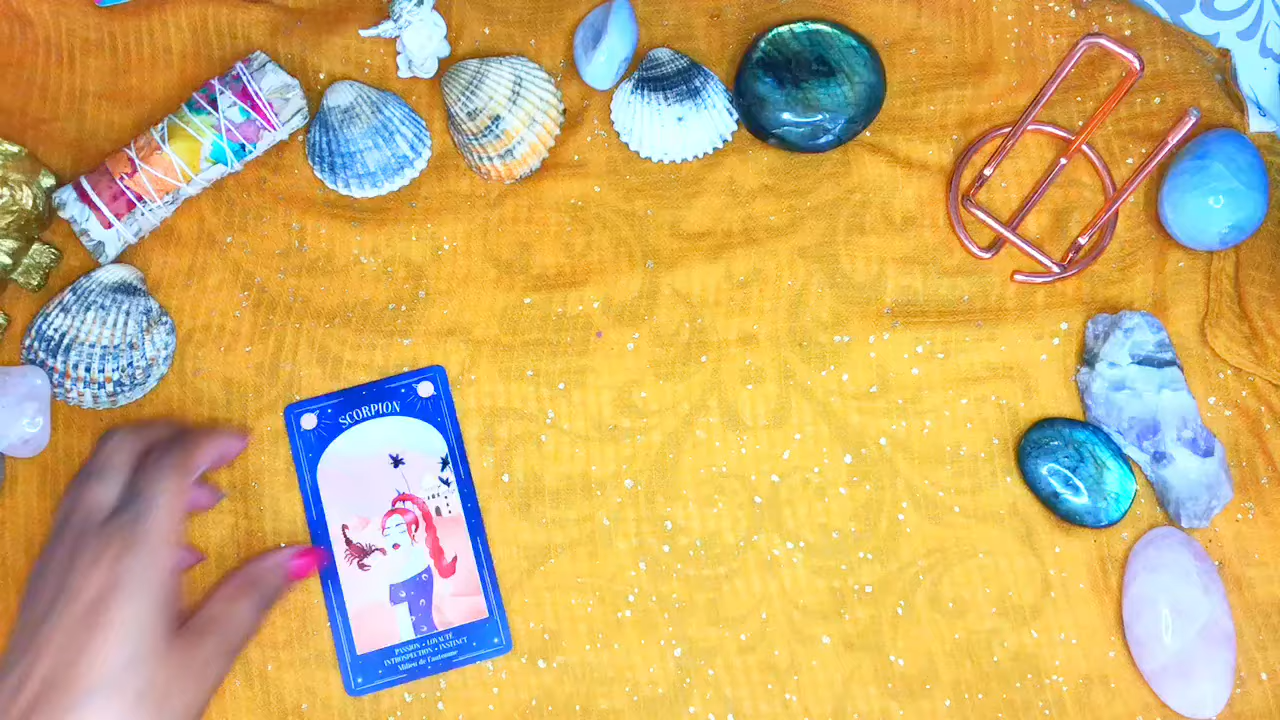 SCORPION
PASSION • LOYAUTÉ
INTROSPECTION • INSTINCT
Milieu de l'automne